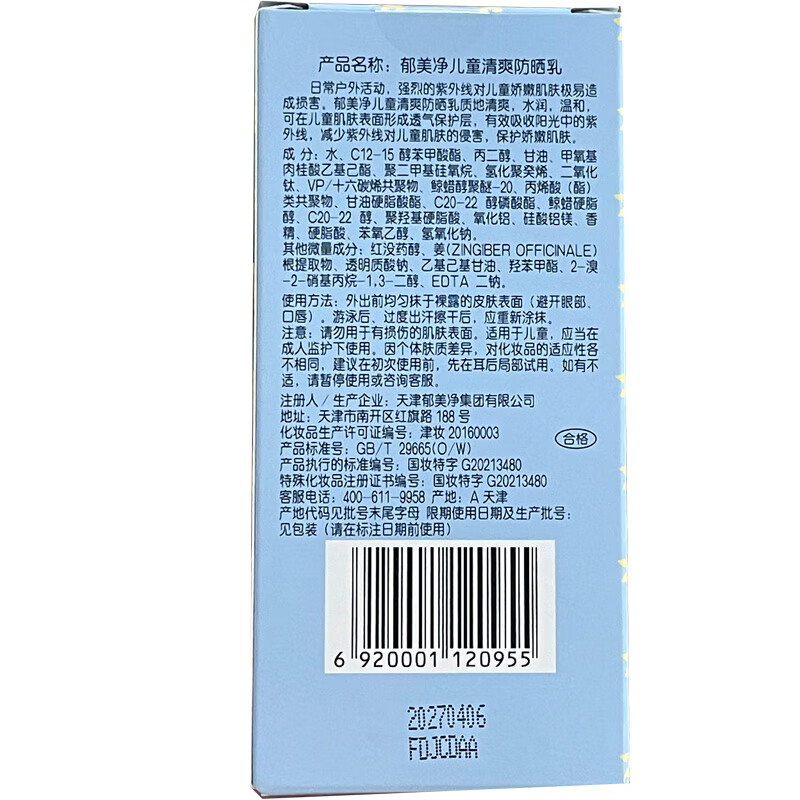 产品名称：郁美净儿童清爽防晒乳
日常户外活动，强烈的紫外线对儿童娇嫩肌肤极易造
成损害。郁美净儿童清爽防晒乳质地清爽，水润，温和，
可在儿童肌肤表面形成透气保护层，有效吸收阳光中的紫
外线，减少紫外线对儿童肌肤的侵害，保护娇嫩肌肤。
成 分：水、C12-15 醇苯甲酸酯、丙二醇、甘油、甲氧基
肉桂酸乙基己酯、聚二甲基硅氧烷、氢化聚癸烯、二氧化
钛、VP/十六碳烯共聚物、鲸蜡醇聚醚-20、丙烯酸（酯）
类共聚物、甘油硬脂酸酯、C20-22 醇磷酸酯、鲸蜡硬脂
醇、C20-22 醇、聚羟基硬脂酸、氧化铝、硅酸铝镁、香
精、硬脂酸、苯氧乙醇、氢氧化钠。
其他微量成分：红没药醇、姜(ZINGIBER OFFICINALE)
根提取物、透明质酸钠、乙基己基甘油、羟苯甲酯、2-溴
-2-硝基丙烷-1,3-二醇、EDTA 二钠。
使用方法：外出前均匀抹于裸露的皮肤表面（避开眼部、
口唇）。游泳后、过度出汗擦干后，应重新涂抹。
注意：请勿用于有损伤的肌肤表面。适用于儿童，应当在
成人监护下使用。因个体肤质差异，对化妆品的适应性各
不相同，建议在初次使用前，先在耳后局部试用。如有不
适，请暂停使用或咨询客服。
注册人/生产企业：天津郁美净集团有限公司
地址：天津市南开区红旗路 188 号
化妆品生产许可证编号：津妆 20160003
合格
产品标准号：GB/T 29665(O/W)
产品执行的标准编号：国妆特字 G20213480
特殊化妆品注册证书编号：国妆特字 G20213480
客服电话：400-611-9958 产地：A 天津
产地代码见批号末尾字母 限期使用日期及生产批号：
见包装（请在标注日期前使用）
6 920001 120955
20270406
FDJCDAA